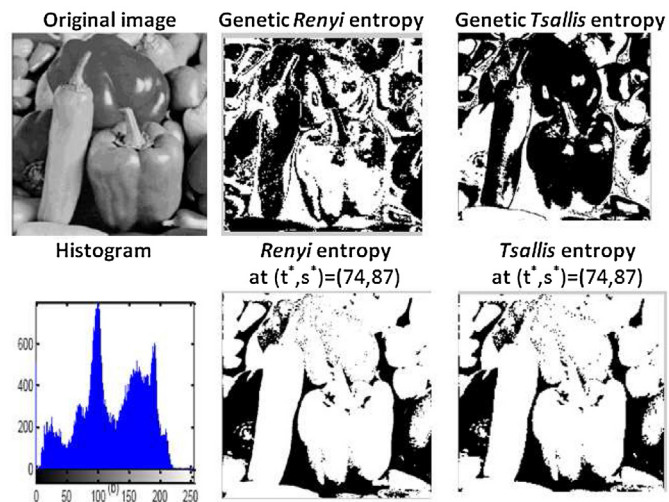 Original image
Genetic Renyi entropy
Genetic Tsallis entropy
Histogram
Renyi entropy
at (t*,s*)=(74,87)
Tsallis entropy
at (t*,s*)=(74,87)
600
400
200
0
0 50 100 150 200 250
(b)